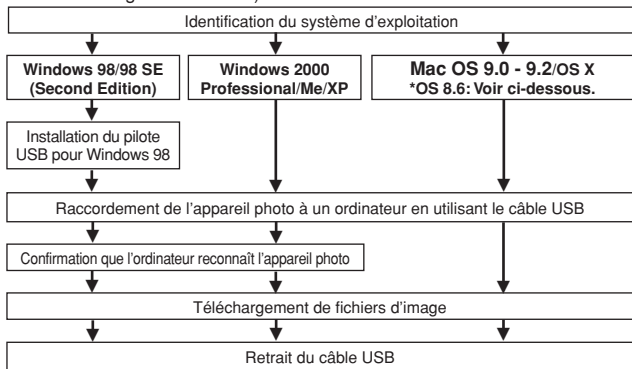 Identification du système d'exploitation
Windows 98/98 SE
(Second Edition)
Windows 2000
Professional/Me/XP
Mac OS 9.0 - 9.2/OS X
*OS 8.6: Voir ci-dessous.
Installation du pilote
USB pour Windows 98
Raccordement de l'appareil photo à un ordinateur en utilisant le câble USB
Confirmation que l'ordinateur reconnaît l'appareil photo
Téléchargement de fichiers d'image
Retrait du câble USB